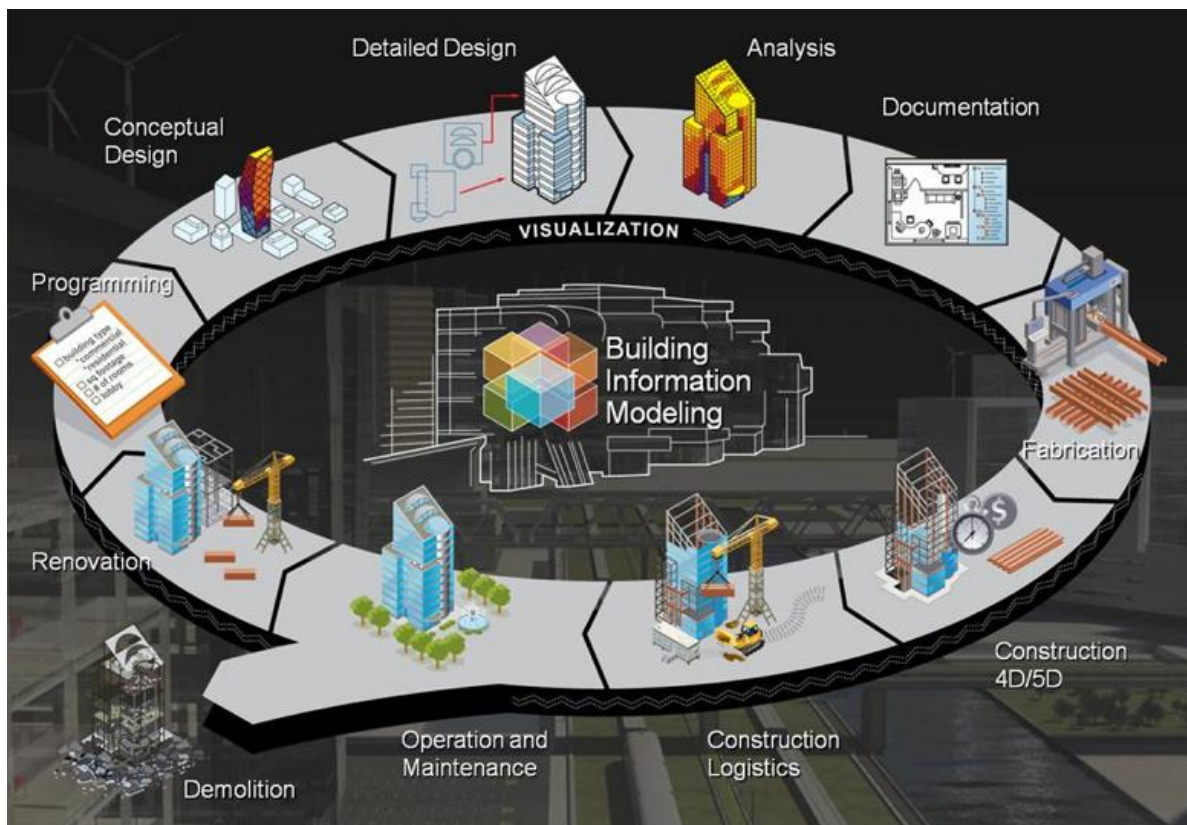 Detailed Design
Analysis
Documentation
Conceptual
Design
VISUALIZATION
Programming
building type
*commercial
*residential
sq footage
# of rooms
lobby
Building
Information
Modeling
Fabrication
$
Renovation
Construction
4D/5D
Operation and
Maintenance
Construction
Logistics
Demolition